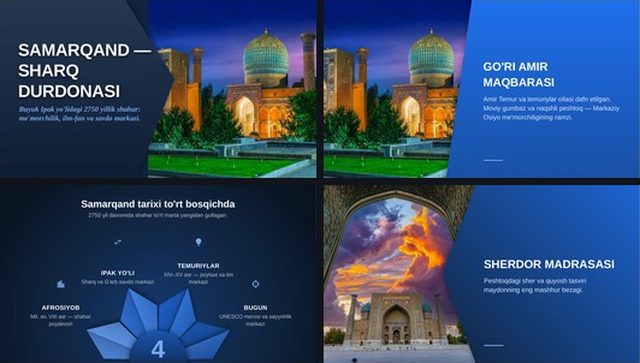 SAMARQAND —
SHARQ
DURDONASI
Buyuk Ipak yo'lidagi 2750 yillik shahar:
me'morchilik, ilm-fan va savdo markazi.
GO'RI AMIR
MAQBARASI
Amir Temur va temuriylar oilasi dafn etilgan.
Moviy gumbaz va naqshli peshtoq — Markaziy
Osiyo me'morchiligining ramzi.
Samarqand tarixi to'rt bosqichda
2750 yil davomida shahar to'rt marta yangidan gullagan.
AFROSIYOB
Mil. av. VIII asr — shahar
poydevori
IPAK YO'LI
Sharq va G'arb savdo markazi
TEMURIYLAR
XIV–XV asr — poytaxt va ilm
markazi
BUGUN
UNESCO merosi va sayyohlik
markazi
4
SHERDOR MADRASASI
Peshtoqdagi sher va quyosh tasviri
maydonning eng mashhur bezagi.